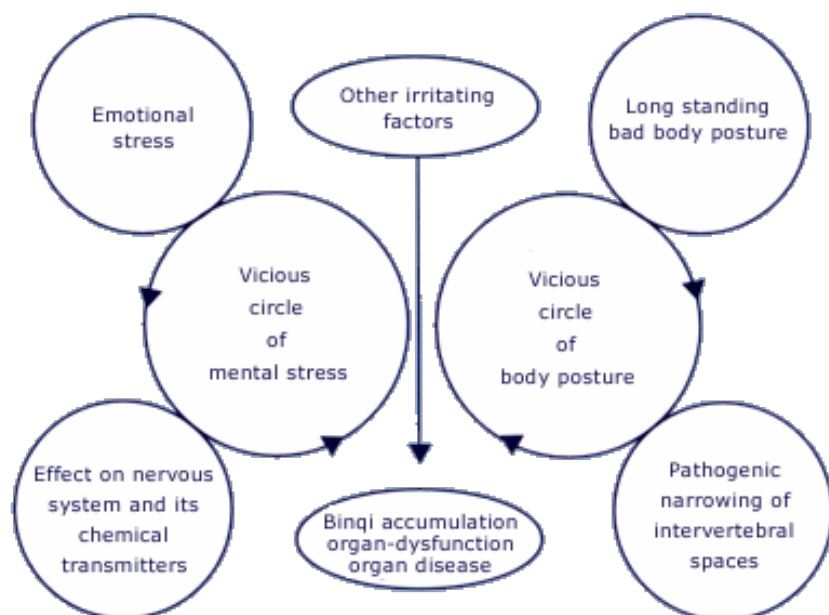 Emotional
stress
Other irritating
factors
Long standing
bad body posture
Vicious
circle
of
mental stress
Vicious
circle
of
body posture
Effect on nervous
system and its
chemical
transmitters
Binqi accumulation
organ-dysfunction
organ disease
Pathogenic
narrowing of
intervertebral
spaces